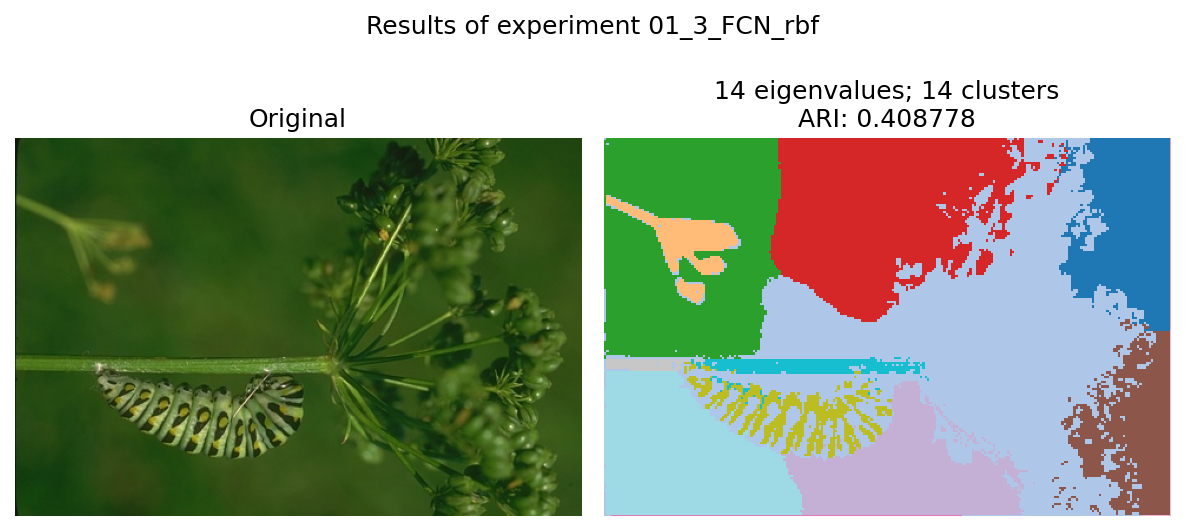 Results of experiment 01_3_FCN_rbf
Original
14 eigenvalues; 14 clusters
ARI: 0.408778